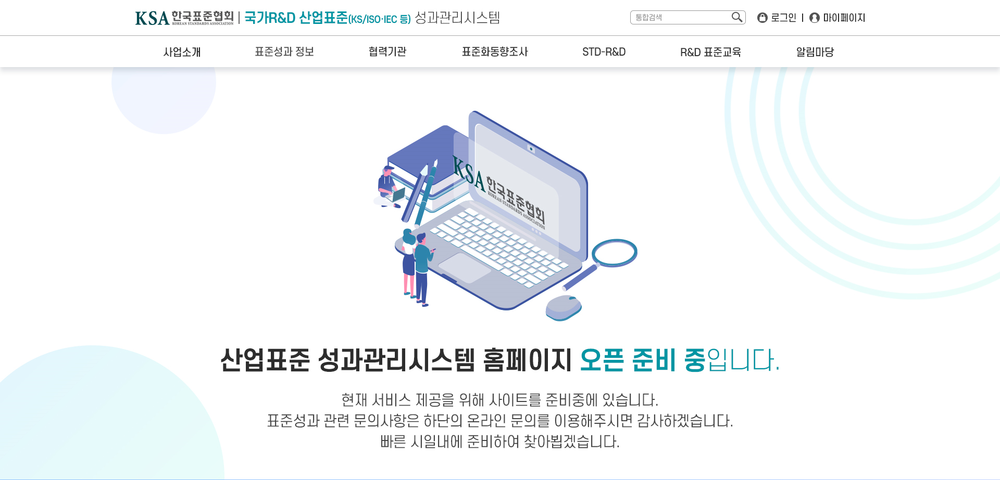 KSA 한국표준협회 KOREAN STANDARDS ASSOCIATION | 국가R&D 산업표준(KS/ISO·IEC 등) 성과관리시스템
통합검색
로그인 | 마이페이지
사업소개 표준성과 정보 협력기관 표준화동향조사 STD-R&D R&D 표준교육 알림마당
KSA 한국표준협회
KOREAN STANDARDS ASSOCIATION
산업표준 성과관리시스템 홈페이지 오픈 준비 중입니다.
현재 서비스 제공을 위해 사이트를 준비중에 있습니다.
표준성과 관련 문의사항은 하단의 온라인 문의를 이용해주시면 감사하겠습니다.
빠른 시일내에 준비하여 찾아뵙겠습니다.